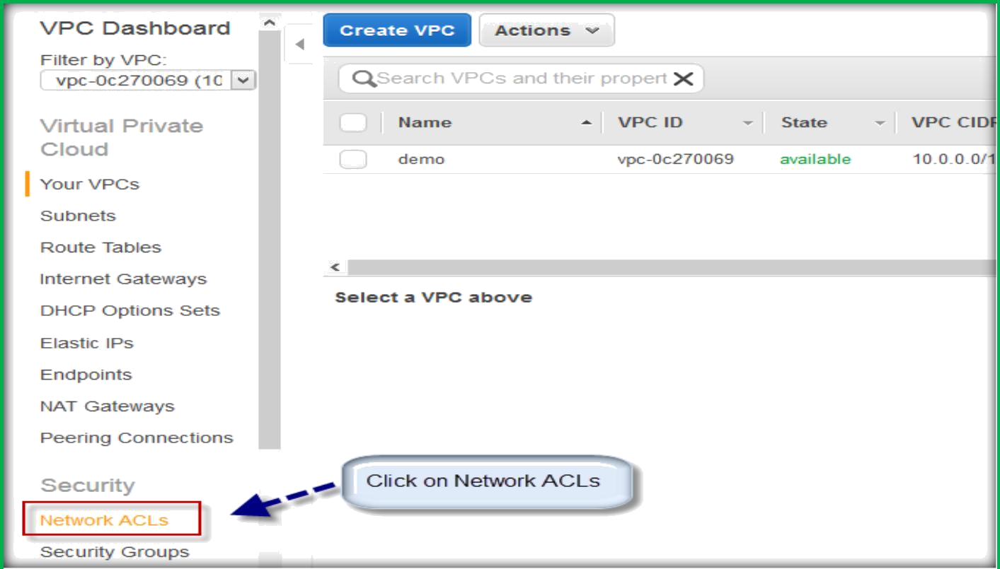 VPC Dashboard
Filter by VPC:
vpc-0c270069 (10
Virtual Private
Cloud
Your VPCs
Subnets
Route Tables
Internet Gateways
DHCP Options Sets
Elastic IPs
Endpoints
NAT Gateways
Peering Connections
Security
Network ACLs
Security Groups
Create VPC Actions
Search VPCs and their propert
Name VPC ID State VPC CIDR
demo vpc-0c270069 available 10.0.0.0/1
Select a VPC above
Click on Network ACLs